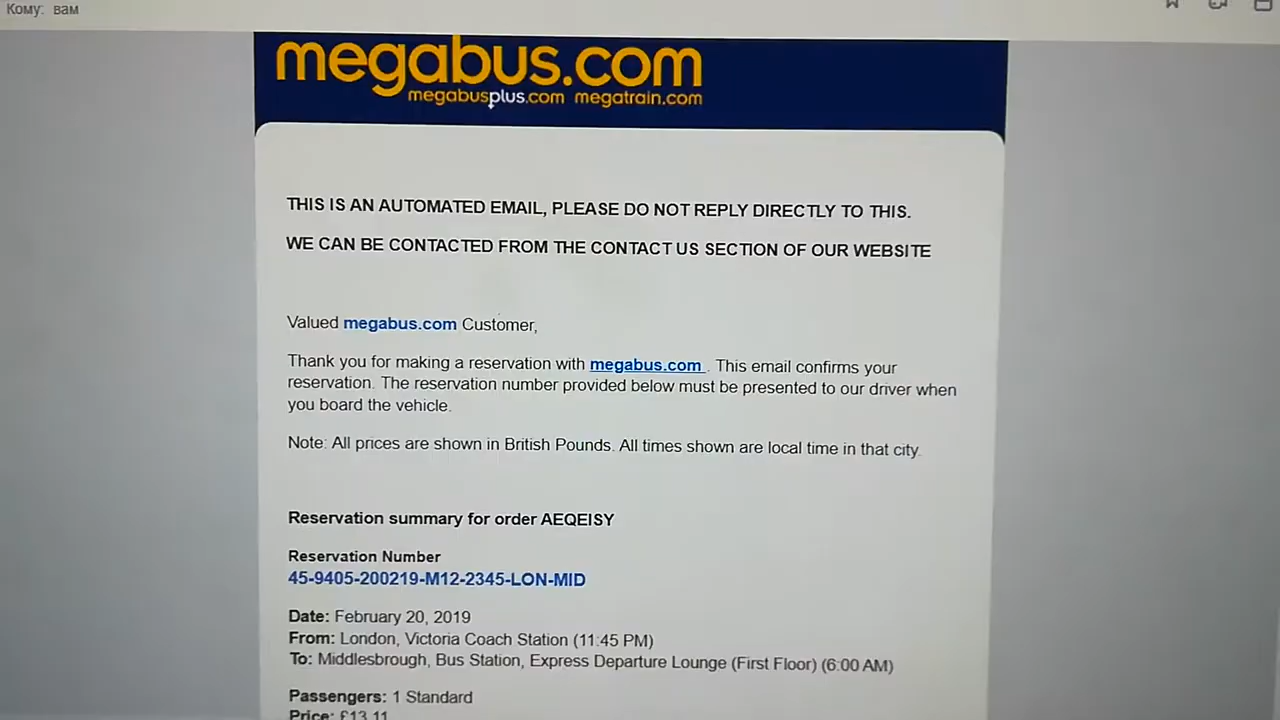 Кому: вам
megabus.com
megabusplus.com megatrain.com
THIS IS AN AUTOMATED EMAIL, PLEASE DO NOT REPLY DIRECTLY TO THIS.
WE CAN BE CONTACTED FROM THE CONTACT US SECTION OF OUR WEBSITE
Valued megabus.com Customer,
Thank you for making a reservation with megabus.com . This email confirms your
reservation. The reservation number provided below must be presented to our driver when
you board the vehicle.
Note: All prices are shown in British Pounds. All times shown are local time in that city.
Reservation summary for order AEQEISY
Reservation Number
45-9405-200219-M12-2345-LON-MID
Date: February 20, 2019
From: London, Victoria Coach Station (11:45 PM)
To: Middlesbrough, Bus Station, Express Departure Lounge (First Floor) (6:00 AM)
Passengers: 1 Standard
Price: £13.11